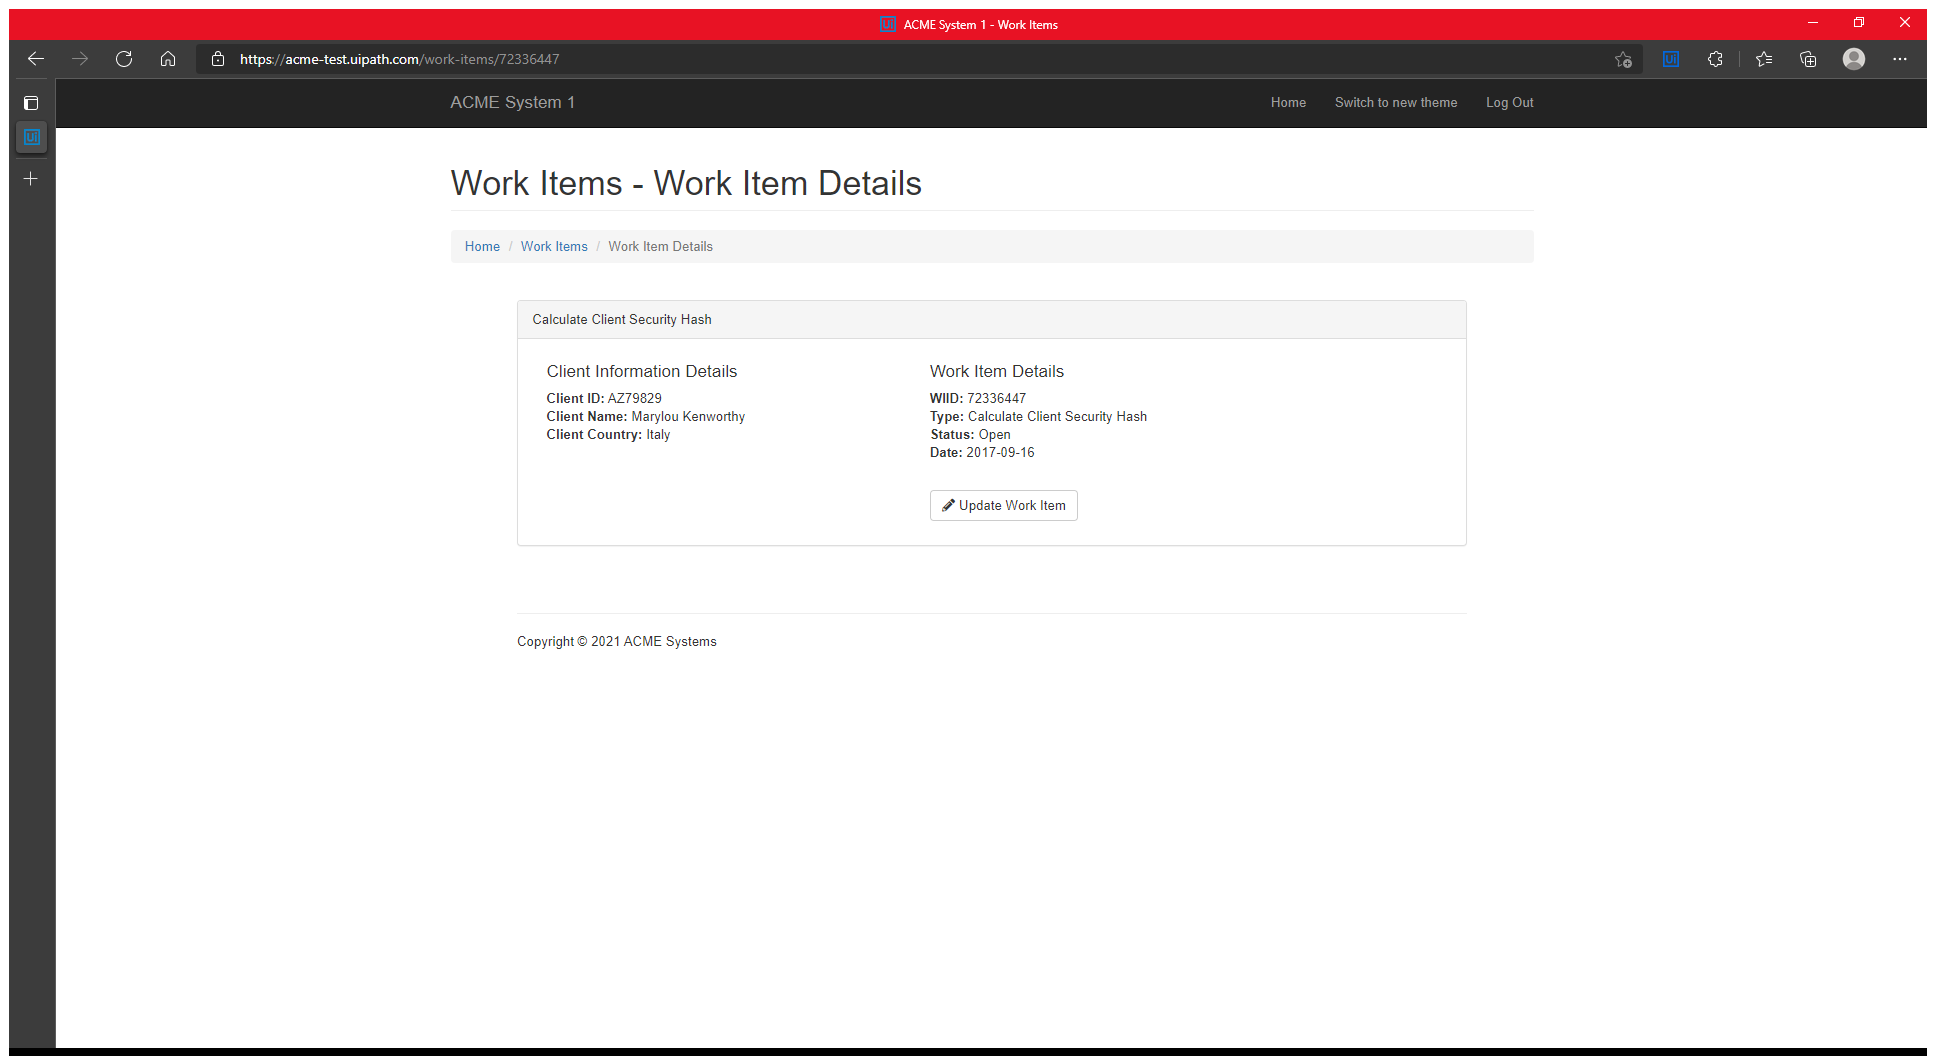 ACME System 1 - Work Items
https://acme-test.uipath.com/work-items/72336447
ACME System 1 Home Switch to new theme Log Out
Work Items - Work Item Details
Home / Work Items / Work Item Details
Calculate Client Security Hash
Client Information Details
Client ID: AZ79829
Client Name: Marylou Kenworthy
Client Country: Italy
Work Item Details
WIID: 72336447
Type: Calculate Client Security Hash
Status: Open
Date: 2017-09-16
Update Work Item
Copyright © 2021 ACME Systems